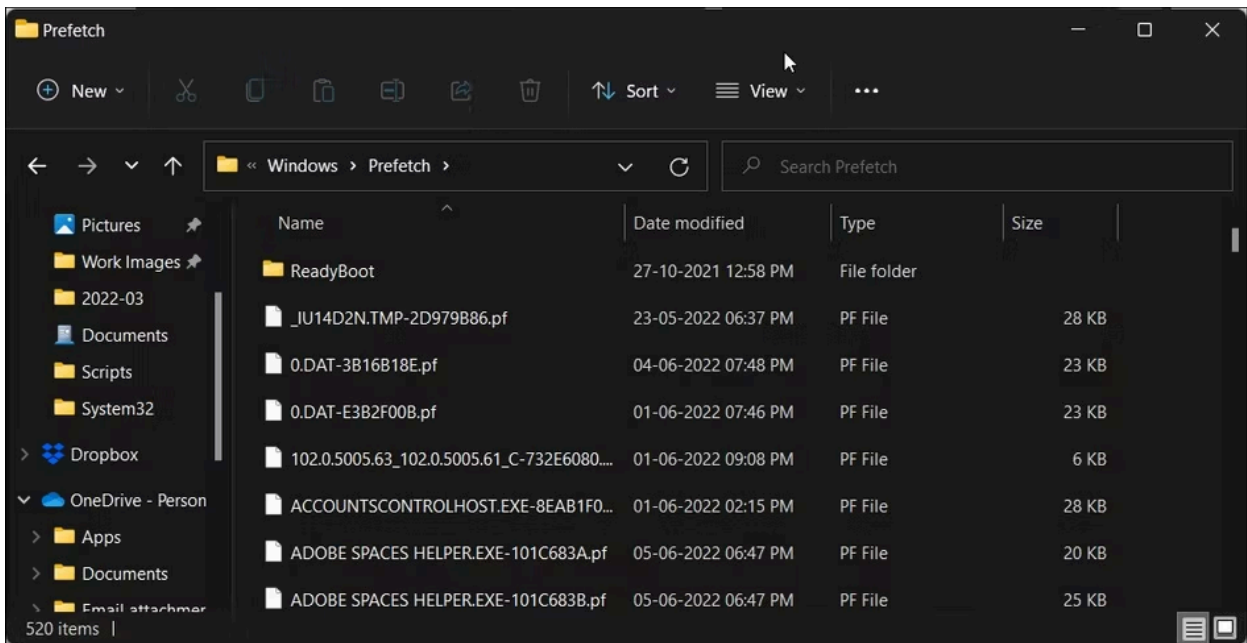 Prefetch
New Sort View
« Windows > Prefetch > Search Prefetch
Pictures
Work Images
2022-03
Documents
Scripts
System32
Dropbox
OneDrive - Person
Apps
Documents
Email attachmer
Name Date modified Type Size
ReadyBoot 27-10-2021 12:58 PM File folder
_IU14D2N.TMP-2D979B86.pf 23-05-2022 06:37 PM PF File 28 KB
0.DAT-3B16B18E.pf 04-06-2022 07:48 PM PF File 23 KB
0.DAT-E3B2F00B.pf 01-06-2022 07:46 PM PF File 23 KB
102.0.5005.63_102.0.5005.61_C-732E6080.... 01-06-2022 09:08 PM PF File 6 KB
ACCOUNTSCONTROLHOST.EXE-8EAB1F0... 01-06-2022 02:15 PM PF File 28 KB
ADOBE SPACES HELPER.EXE-101C683A.pf 05-06-2022 06:47 PM PF File 20 KB
ADOBE SPACES HELPER.EXE-101C683B.pf 05-06-2022 06:47 PM PF File 25 KB
520 items